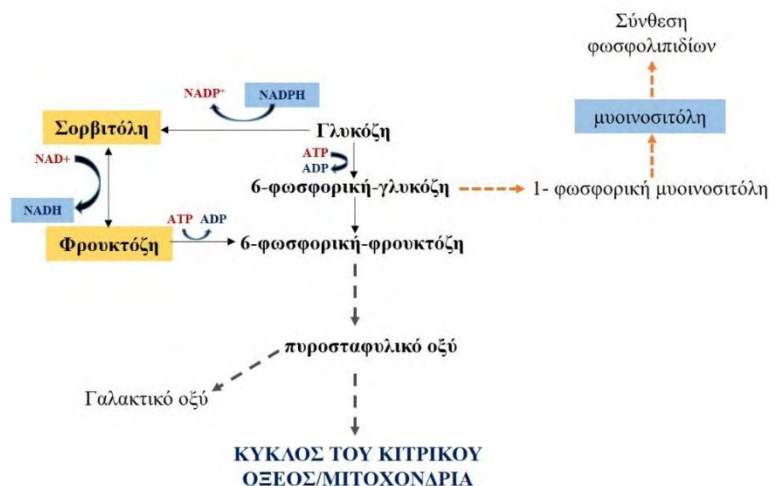 Σύνθεση
φωσφολιπιδίων
NADP⁺
NADPH
μυοινοσιτόλη
Σορβιτόλη
Γλυκόζη
NAD+
ATP
ADP
6-φωσφορική-γλυκόζη
1- φωσφορική μυοινοσιτόλη
NADH
ATP
ADP
Φρουκτόζη
6-φωσφορική-φρουκτόζη
πυροσταφυλικό οξύ
Γαλακτικό οξύ
ΚΥΚΛΟΣ ΤΟΥ ΚΙΤΡΙΚΟΥ
ΟΞΕΟΣ/ΜΙΤΟΧΟΝΔΡΙΑ